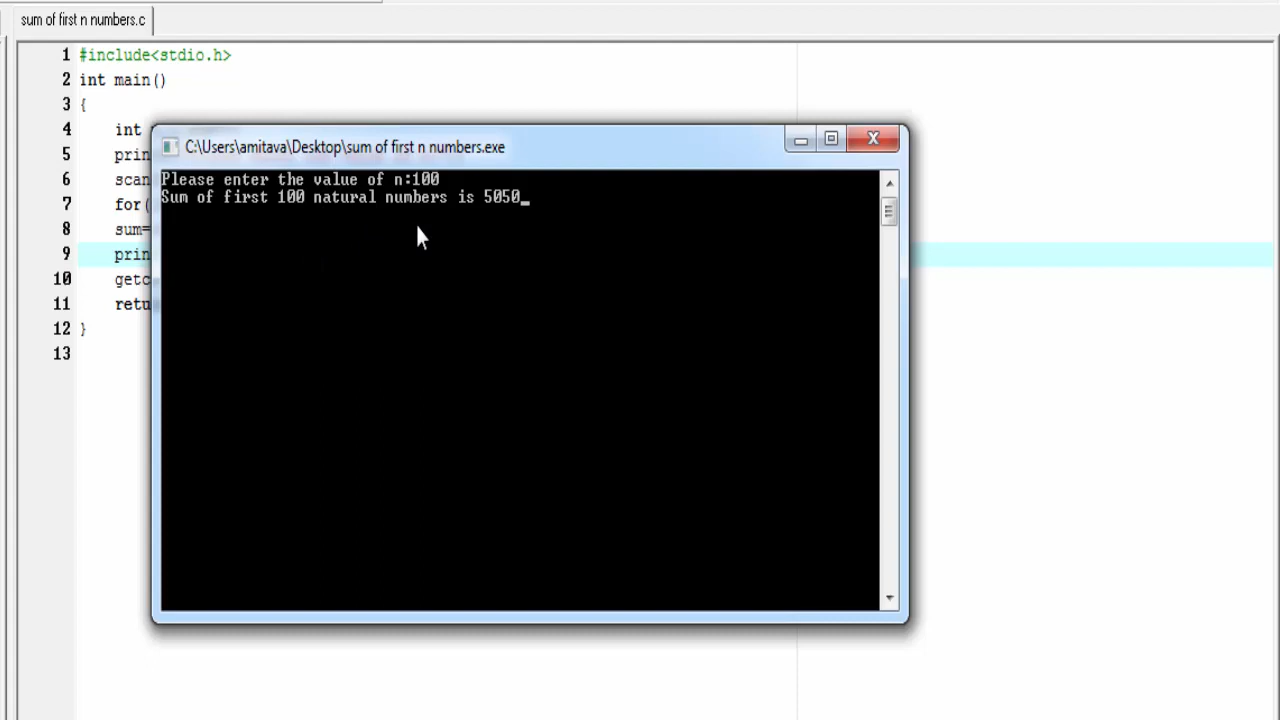 sum of first n numbers.c
1 #include<stdio.h>
2 int main()
3 {
4 int
5 prin
6 scan
7 for(
8 sum=
9 prin
10 getc
11 retu
12 }
13
C:\Users\amitava\Desktop\sum of first n numbers.exe
Please enter the value of n:100
Sum of first 100 natural numbers is 5050_